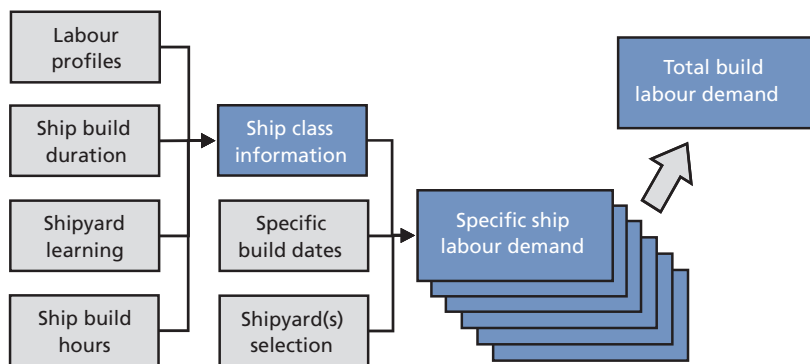 Labour
profiles
Ship build
duration
Shipyard
learning
Ship build
hours
Ship class
information
Specific
build dates
Shipyard(s)
selection
Specific ship
labour demand
Total build
labour demand